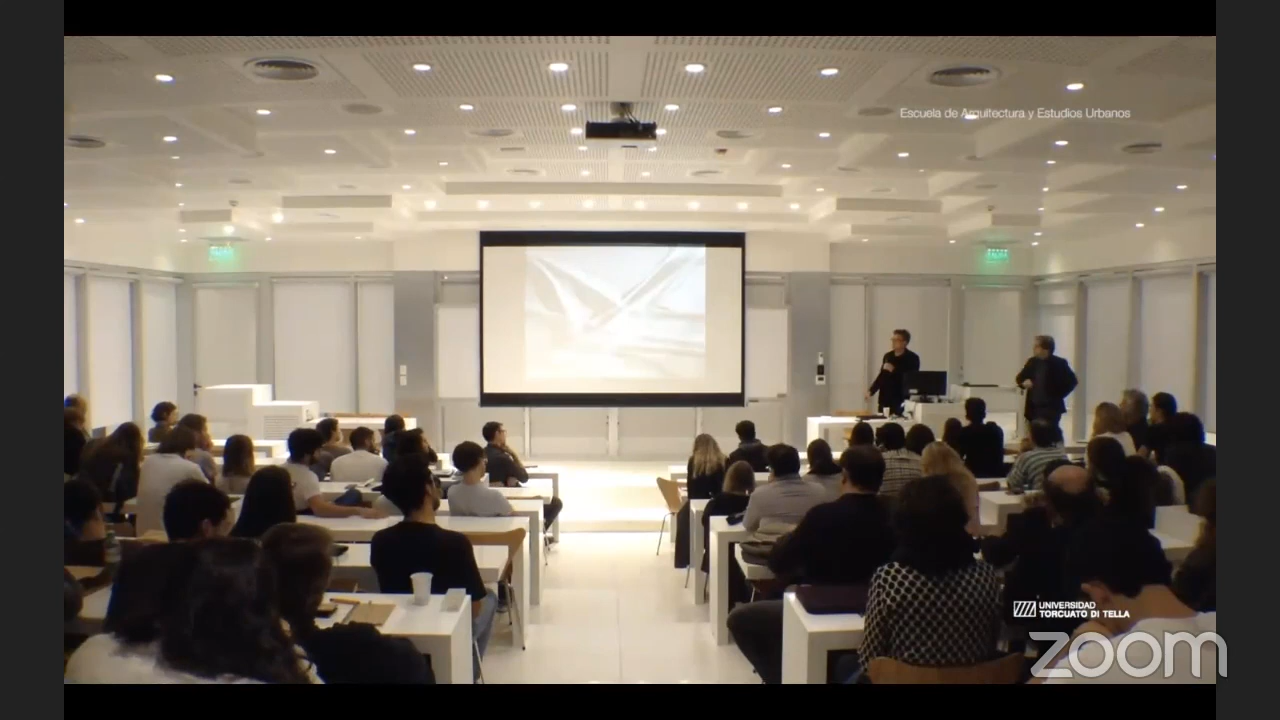 Escuela de Arquitectura y Estudios Urbanos
UNIVERSIDAD
TORCUATO DI TELLA
zoom